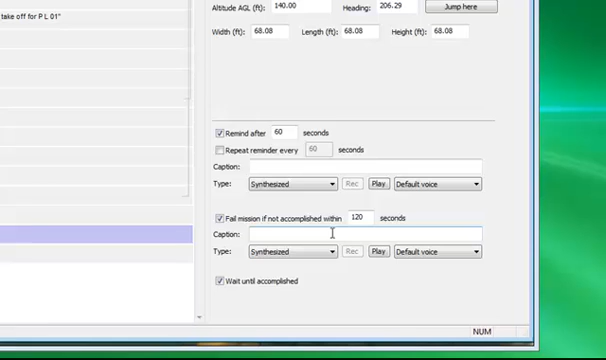 Altitude AGL (ft): 140.00 Heading: 206.29 Jump here
take off for P L 01"
Width (ft): 68.08 Length (ft): 68.08 Height (ft): 68.08
Remind after 60 seconds
Repeat reminder every 60 seconds
Caption:
Type: Synthesized Rec Play Default voice
Fail mission if not accomplished within 120 seconds
Caption:
Type: Synthesized Rec Play Default voice
Wait until accomplished
NUM